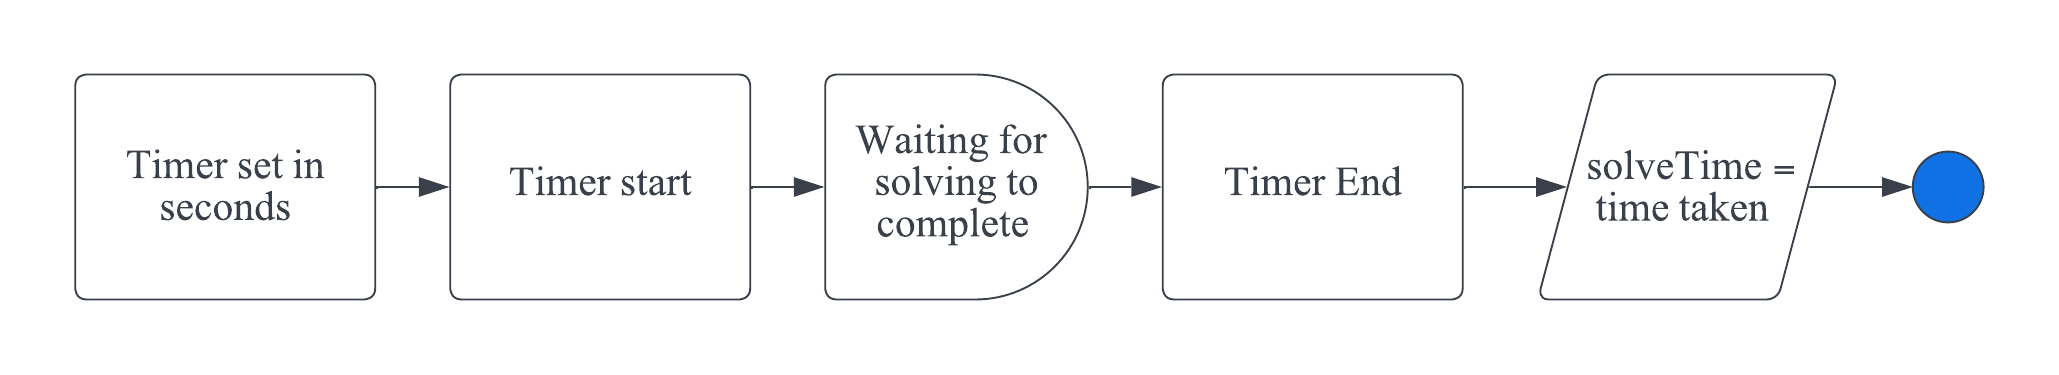 Timer set in
seconds
Timer start
Waiting for
solving to
complete
Timer End
solveTime =
time taken